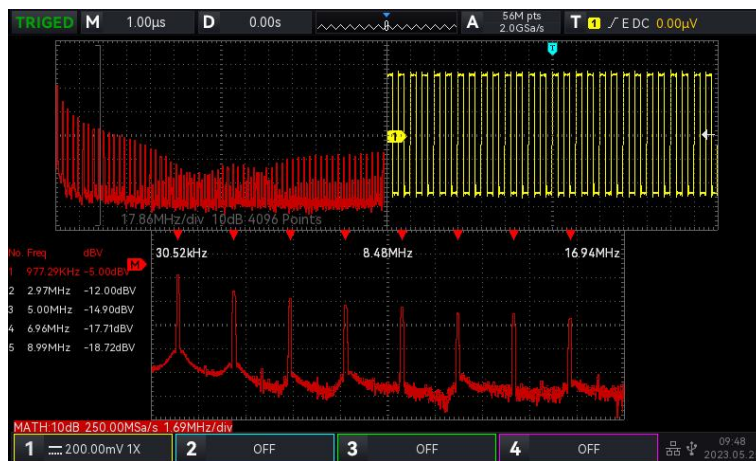 TRIGED M 1.00μs D 0.00s A 56M pts 2.0GSa/s T 1 E DC 0.00μV
T
1
17.86MHz/div 10dB 4096 Points
No. Freq dBV
M
30.52kHz 8.48MHz 16.94MHz
1 977.29KHz -5.00dBV
2 2.97MHz -12.00dBV
3 5.00MHz -14.90dBV
4 6.96MHz -17.71dBV
5 8.99MHz -18.72dBV
MATH:10dB 250.00MSa/s 1.69MHz/div
1 200.00mV 1X 2 OFF 3 OFF 4 OFF
09:48
2023.05.2